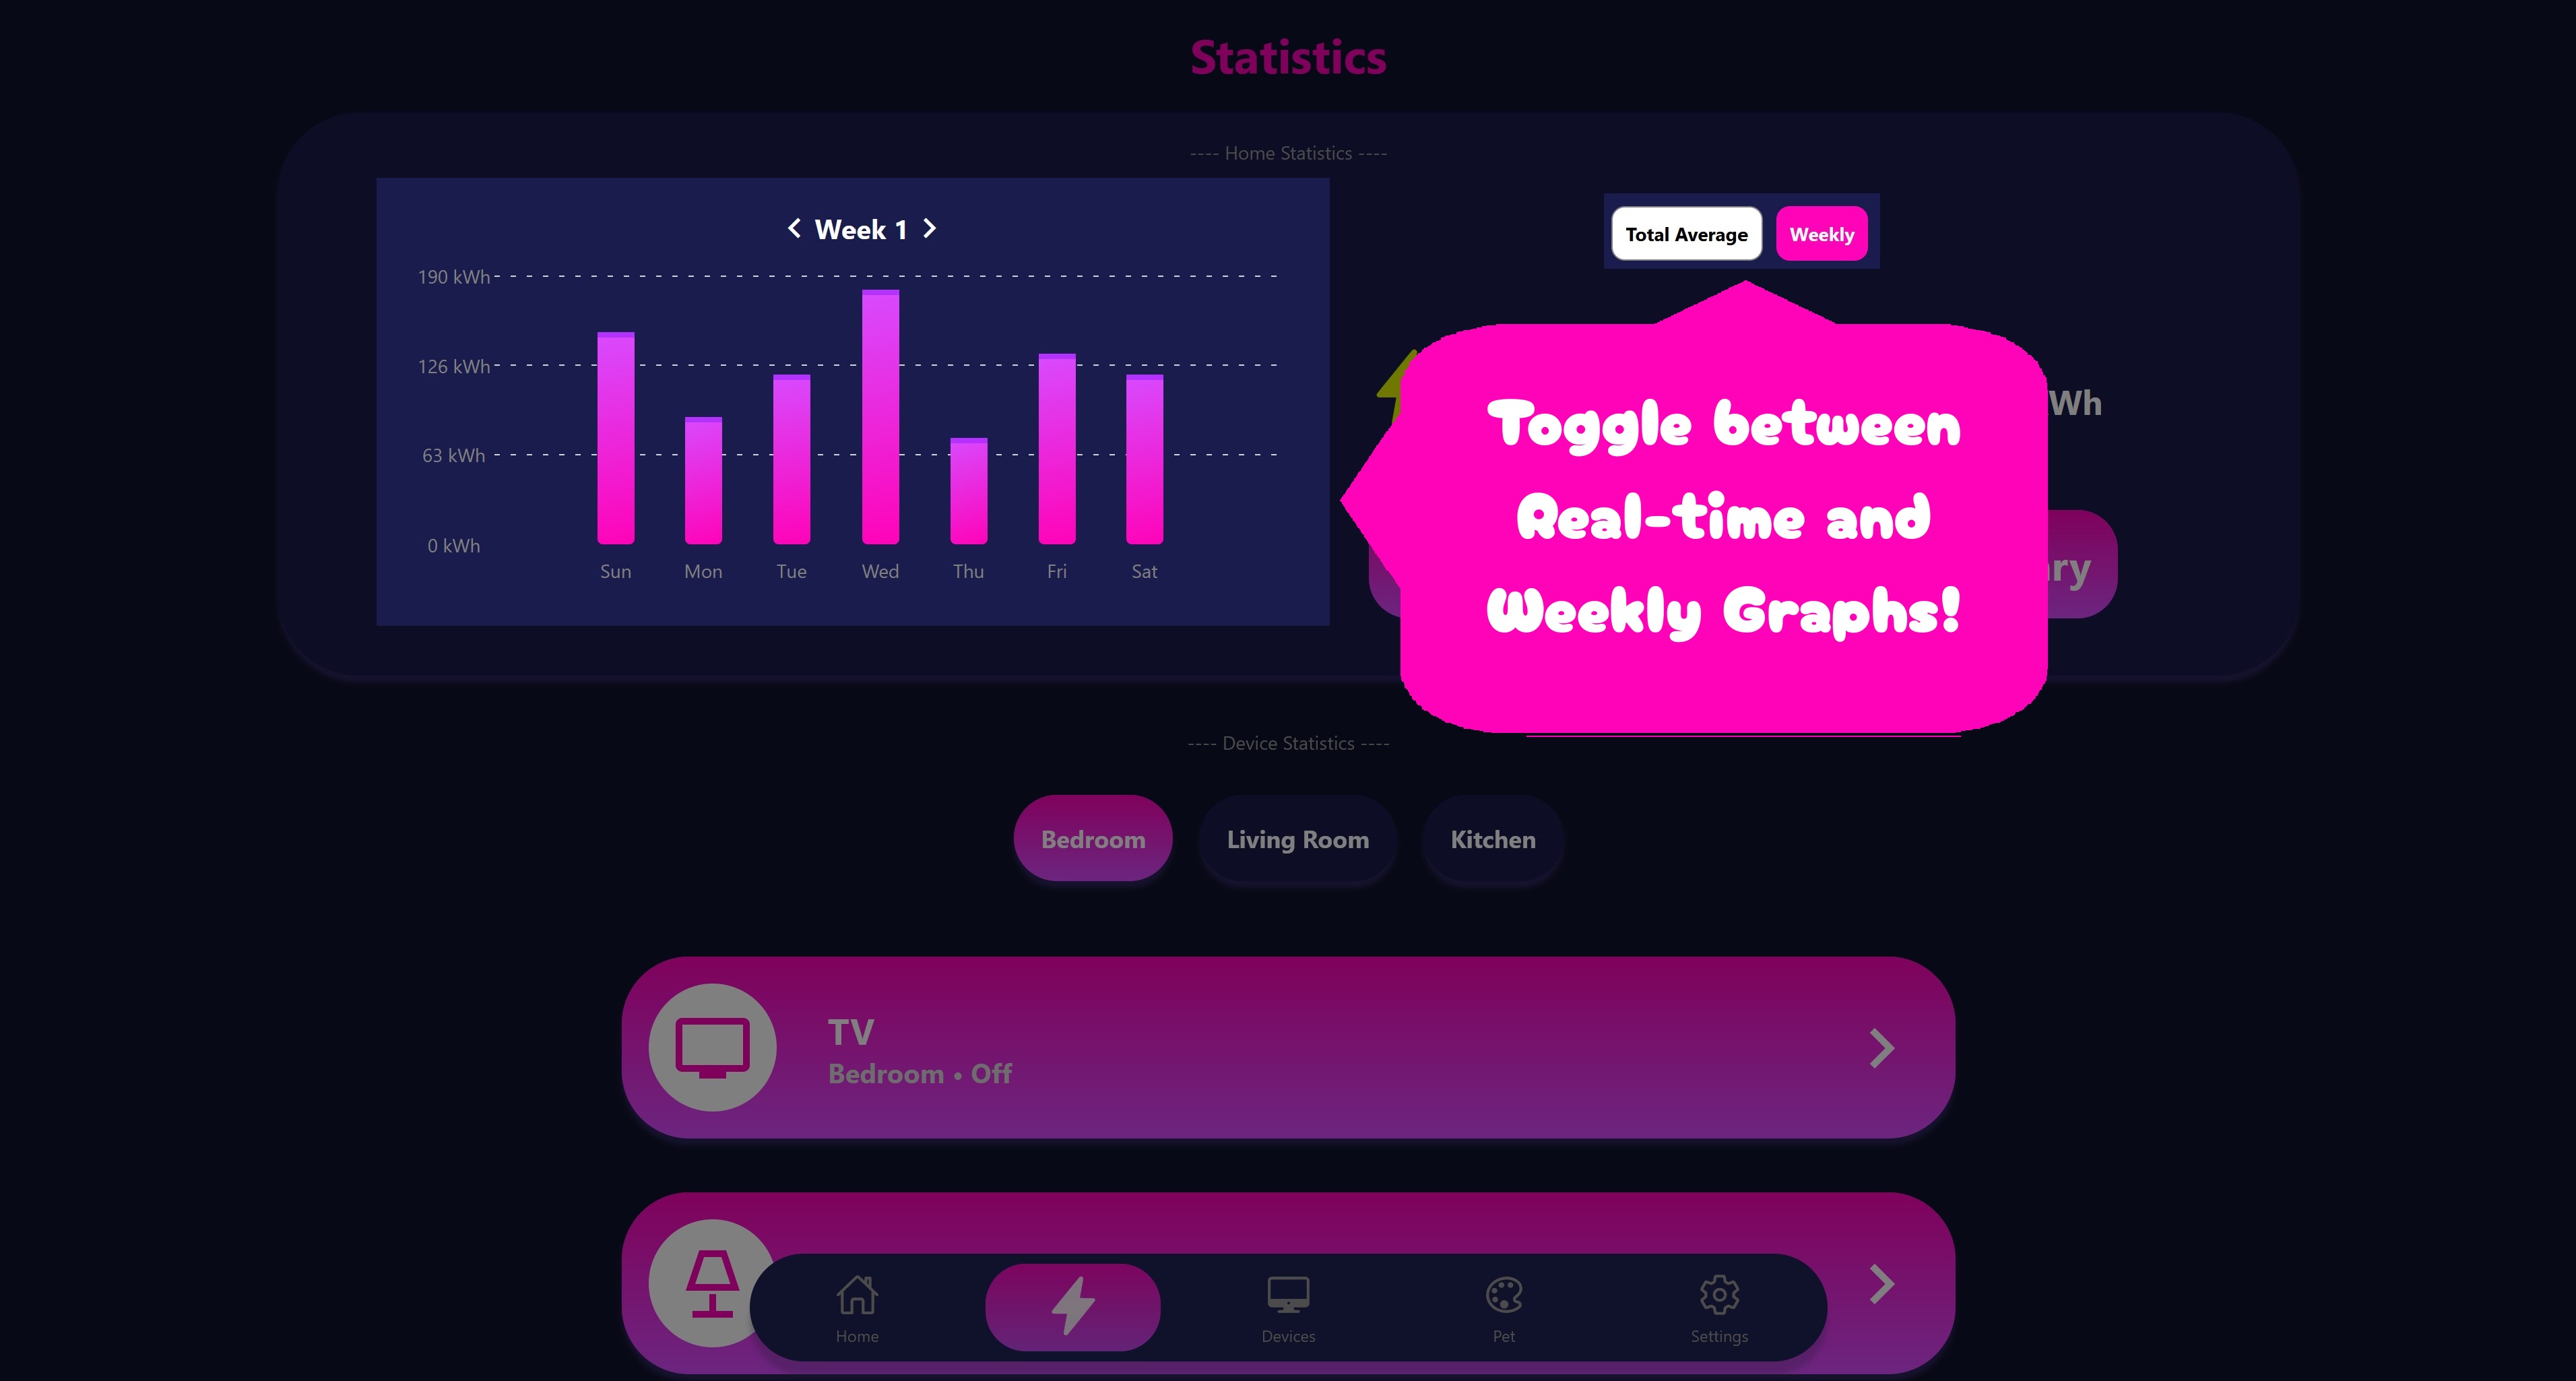 Statistics
---- Home Statistics ----
Week 1
190 kWh
126 kWh
63 kWh
0 kWh
Sun Mon Tue Wed Thu Fri Sat
Total Average Weekly
Toggle between
Real-time and
Weekly Graphs!
---- Device Statistics ----
Bedroom Living Room Kitchen
TV
Bedroom • Off
Home Devices Pet Settings